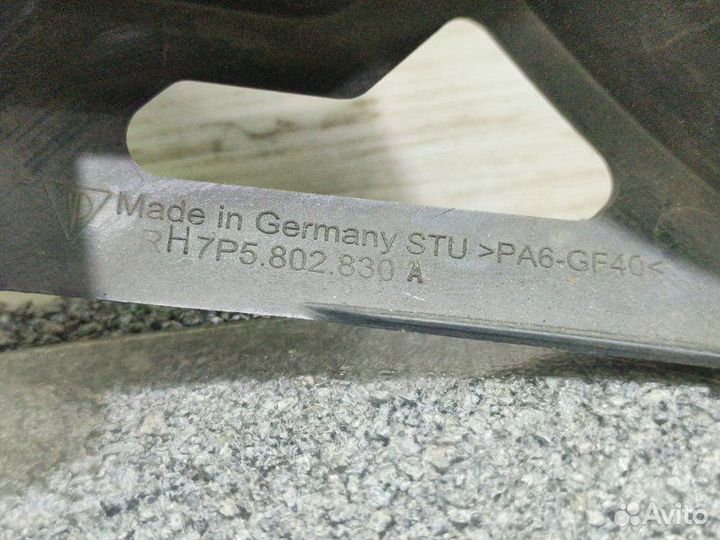 Made in Germany STU >PA6-GF40<
RH7P5.802.830 A
Avito